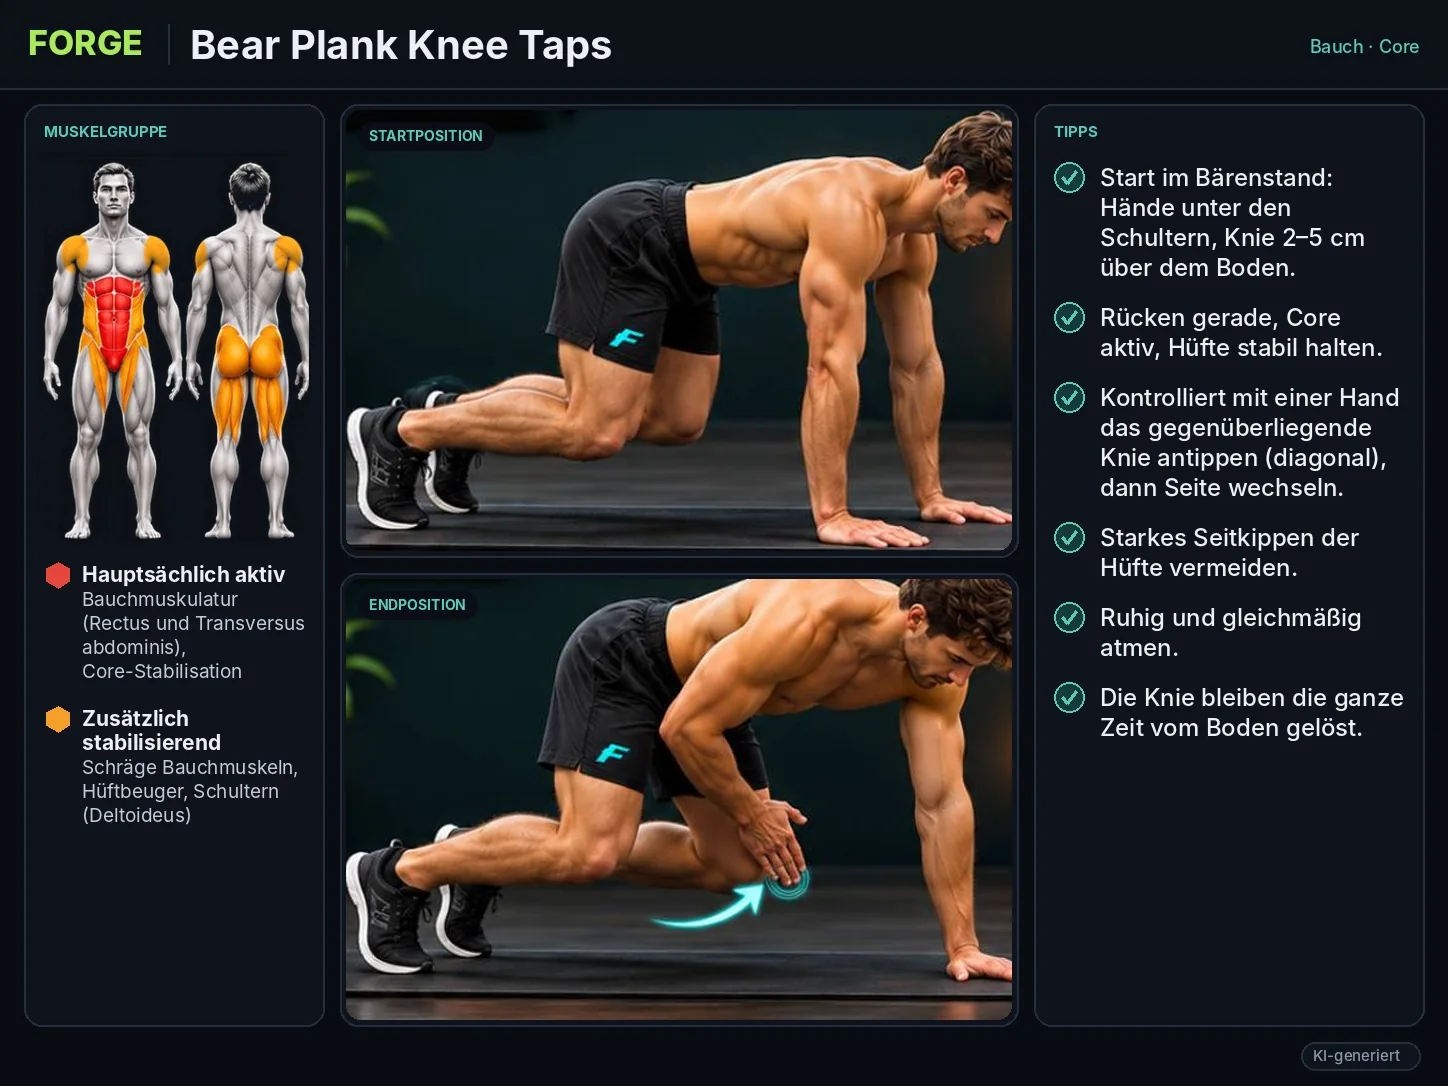 FORGE
Bear Plank Knee Taps
Bauch · Core
MUSKELGRUPPE
Hauptsächlich aktiv
Bauchmuskulatur
(Rectus und Transversus
abdominis),
Core-Stabilisation
Zusätzlich
stabilisierend
Schräge Bauchmuskeln,
Hüftbeuger, Schultern
(Deltoideus)
STARTPOSITION
F
ENDPOSITION
F
TIPPS
Start im Bärenstand:
Hände unter den
Schultern, Knie 2–5 cm
über dem Boden.
Rücken gerade, Core
aktiv, Hüfte stabil halten.
Kontrolliert mit einer Hand
das gegenüberliegende
Knie antippen (diagonal),
dann Seite wechseln.
Starkes Seitkippen der
Hüfte vermeiden.
Ruhig und gleichmäßig
atmen.
Die Knie bleiben die ganze
Zeit vom Boden gelöst.
KI-generiert